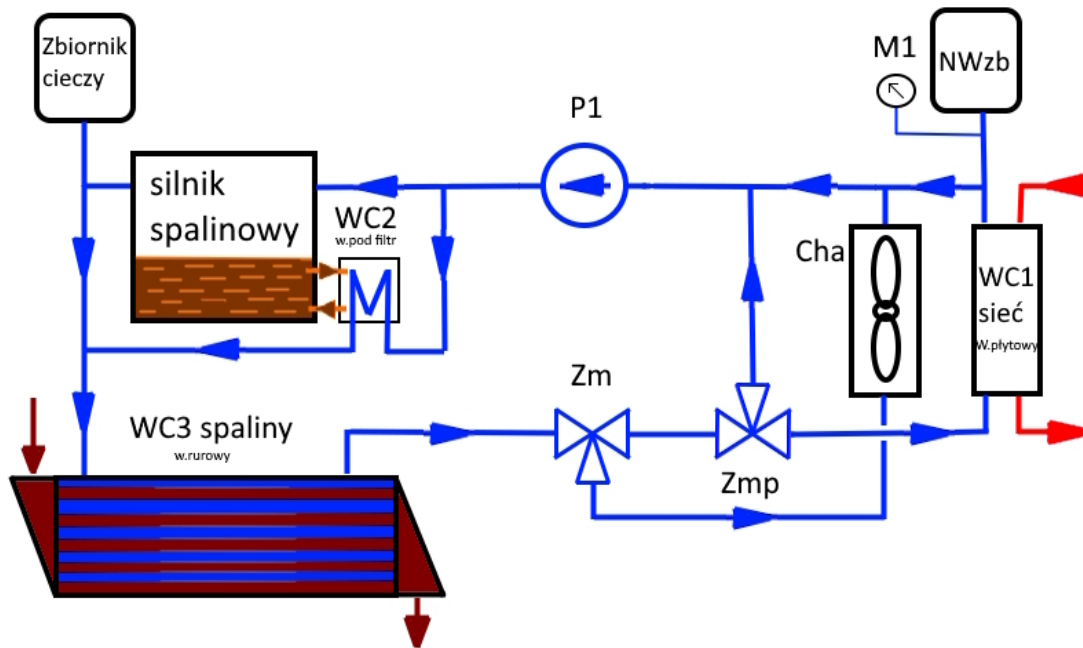 Zbiornik
cieczy
M1
NWzb
P1
silnik
spalinowy
WC2
w.pod filtr
Cha
WC1
sieć
W.płytowy
Zm
WC3 spaliny
w.rurowy
Zmp